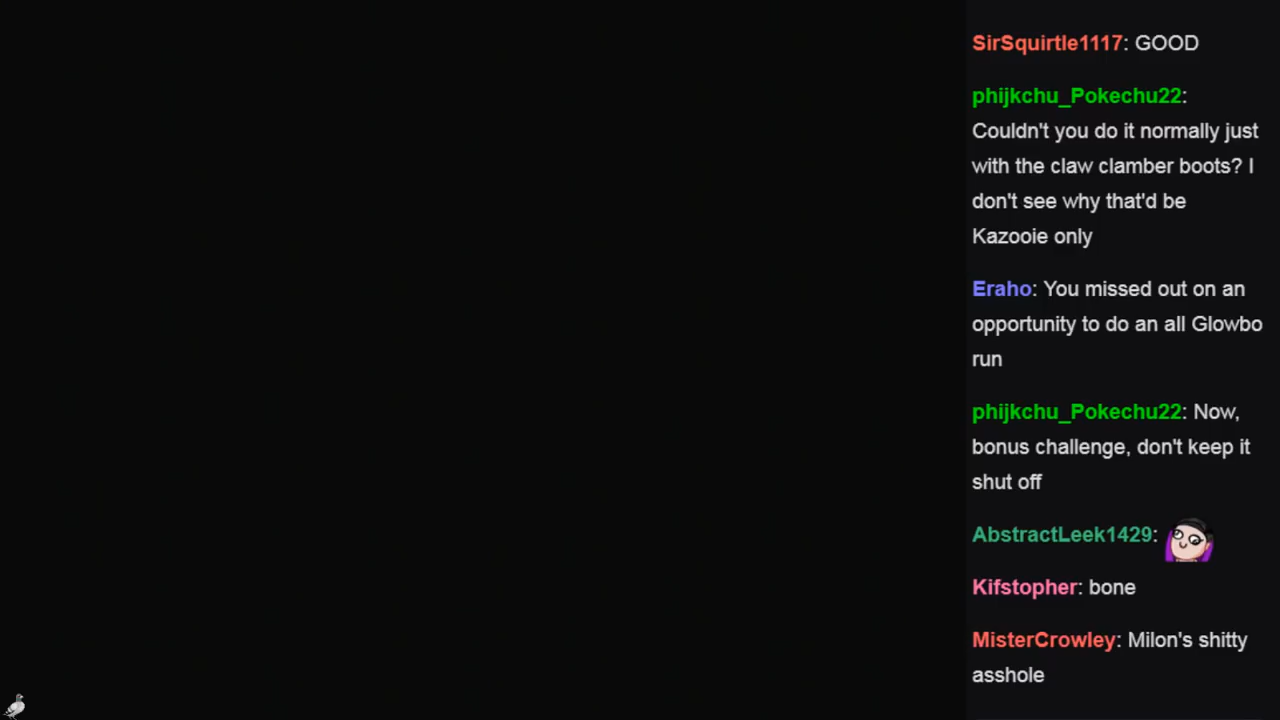 SirSquirtle1117: GOOD
phijkchu_Pokechu22:
Couldn't you do it normally just
with the claw clamber boots? I
don't see why that'd be
Kazooie only
Eraho: You missed out on an
opportunity to do an all Glowbo
run
phijkchu_Pokechu22: Now,
bonus challenge, don't keep it
shut off
AbstractLeek1429:
Kifstopher: bone
MisterCrowley: Milon's shitty
asshole